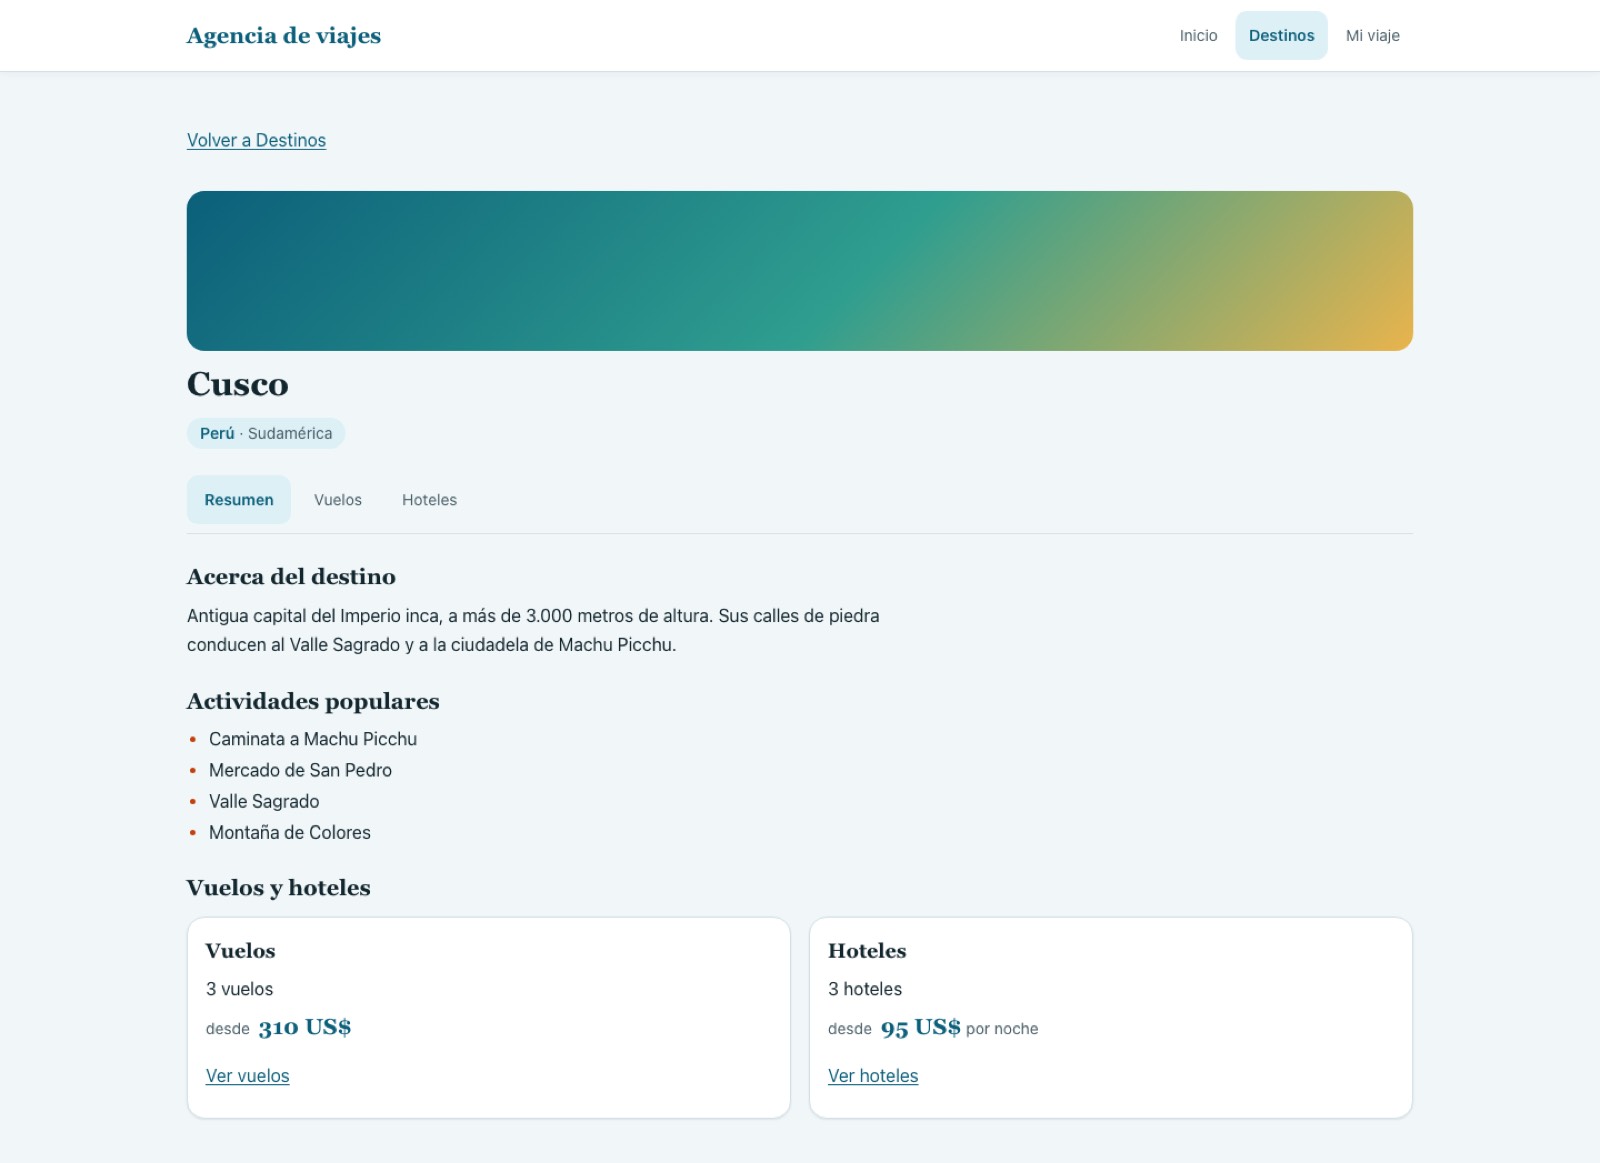 Agencia de viajes
Inicio Destinos Mi viaje
Volver a Destinos
Cusco
Perú · Sudamérica
Resumen Vuelos Hoteles
Acerca del destino
Antigua capital del Imperio inca, a más de 3.000 metros de altura. Sus calles de piedra
conducen al Valle Sagrado y a la ciudadela de Machu Picchu.
Actividades populares
• Caminata a Machu Picchu
• Mercado de San Pedro
• Valle Sagrado
• Montaña de Colores
Vuelos y hoteles
Vuelos
3 vuelos
desde 310 US$
Ver vuelos
Hoteles
3 hoteles
desde 95 US$ por noche
Ver hoteles